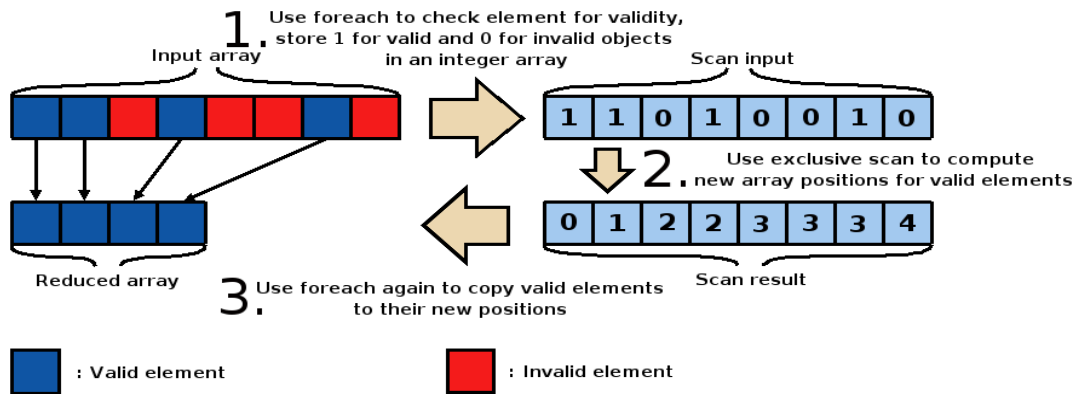 1. Use foreach to check element for validity,
store 1 for valid and 0 for invalid objects
in an integer array
Input array
Scan input
1 1 0 1 0 0 1 0
2. Use exclusive scan to compute
new array positions for valid elements
0 1 2 2 3 3 3 4
Reduced array
Scan result
3. Use foreach again to copy valid elements
to their new positions
: Valid element
: Invalid element